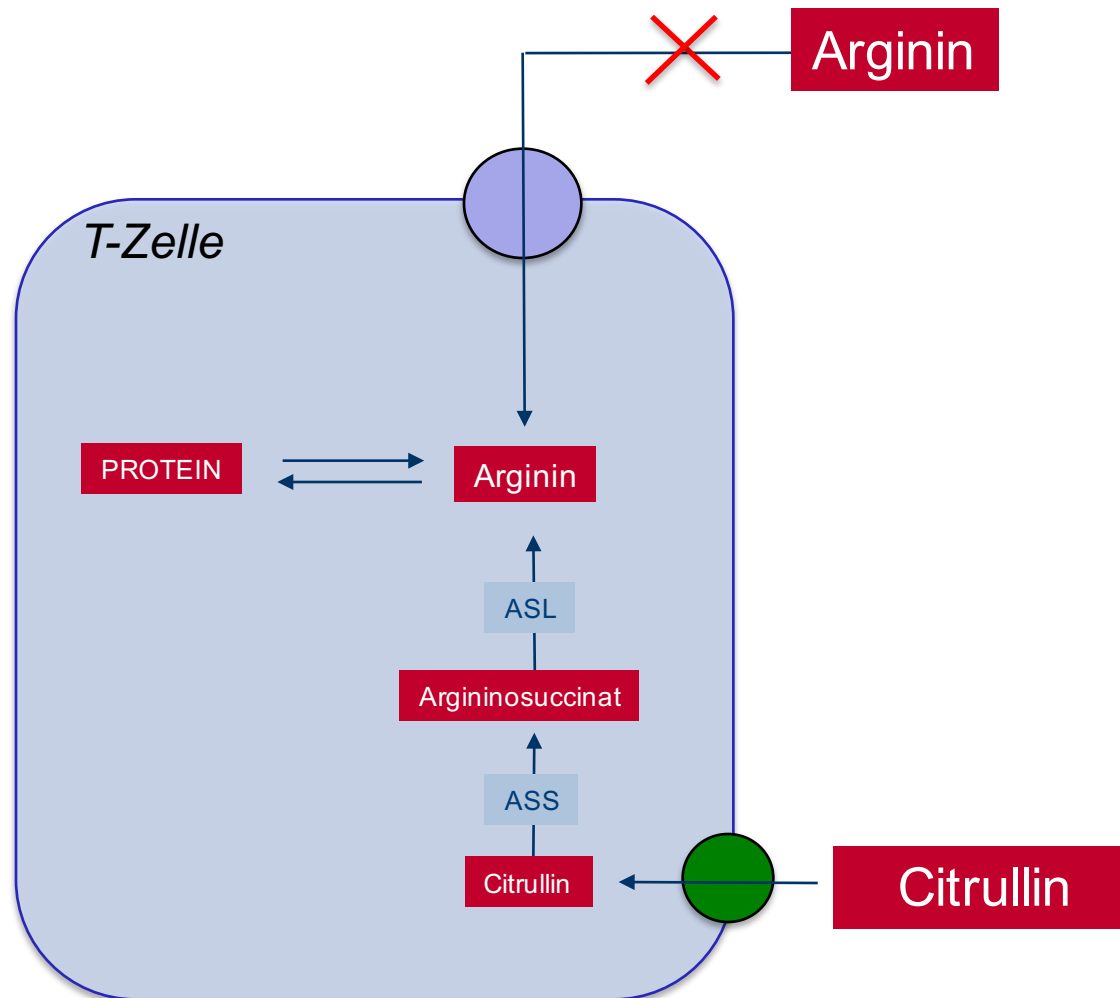 Arginin
T-Zelle
PROTEIN
Arginin
ASL
Argininosuccinat
ASS
Citrullin
Citrullin